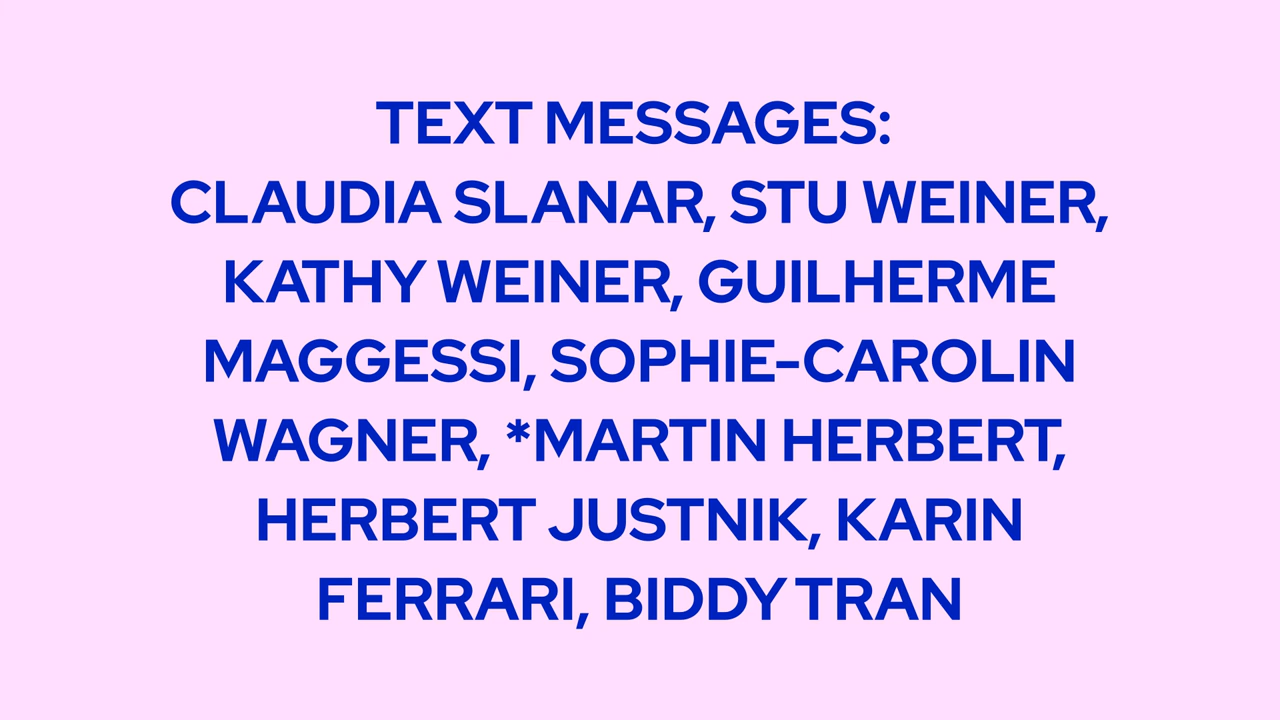 TEXT MESSAGES:
CLAUDIA SLANAR, STU WEINER,
KATHY WEINER, GUILHERME
MAGGESSI, SOPHIE-CAROLIN
WAGNER, *MARTIN HERBERT,
HERBERT JUSTNIK, KARIN
FERRARI, BIDDY TRAN